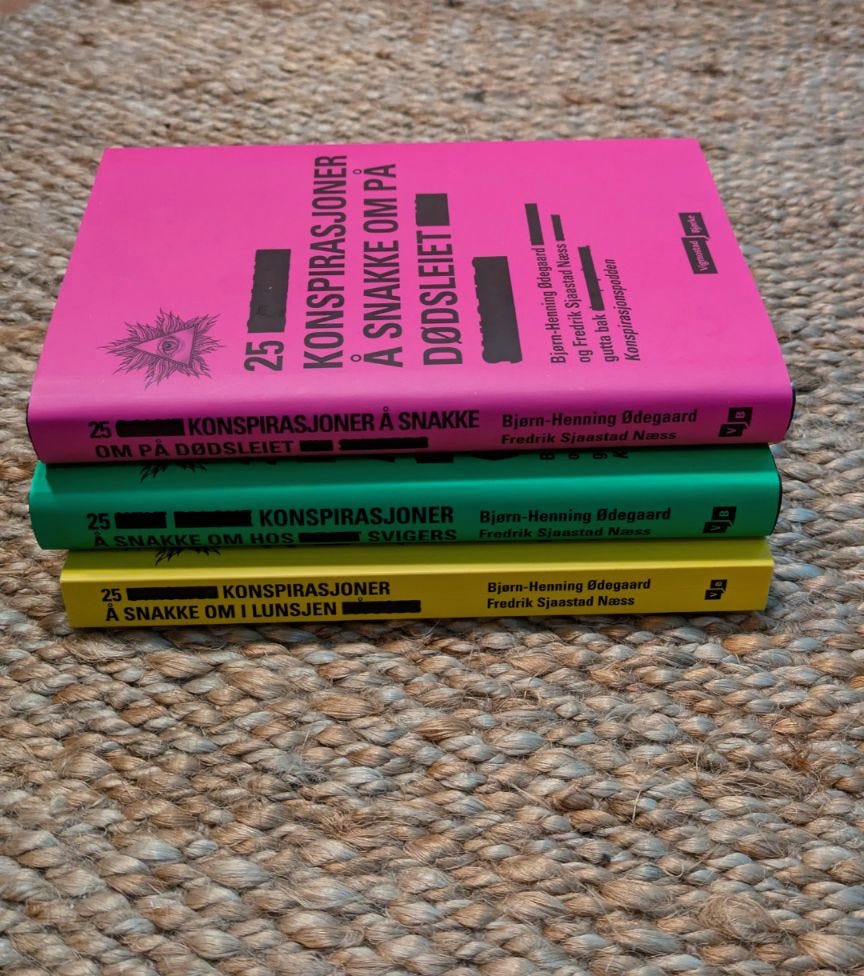 25
KONSPIRASJONER
Å SNAKKE OM PÅ
DØDSLEIET
Bjørn-Henning Ødegaard
og Fredrik Sjaastad Næss
gutta bak
Konspirasjonspodden
Vigmostad Bjørke
25 KONSPIRASJONER Å SNAKKE
OM PÅ DØDSLEIET
Bjørn-Henning Ødegaard
Fredrik Sjaastad Næss
V B
25 KONSPIRASJONER
Å SNAKKE OM HOS SVIGERS
Bjørn-Henning Ødegaard
Fredrik Sjaastad Næss
V B
25 KONSPIRASJONER
Å SNAKKE OM I LUNSJEN
Bjørn-Henning Ødegaard
Fredrik Sjaastad Næss
V B